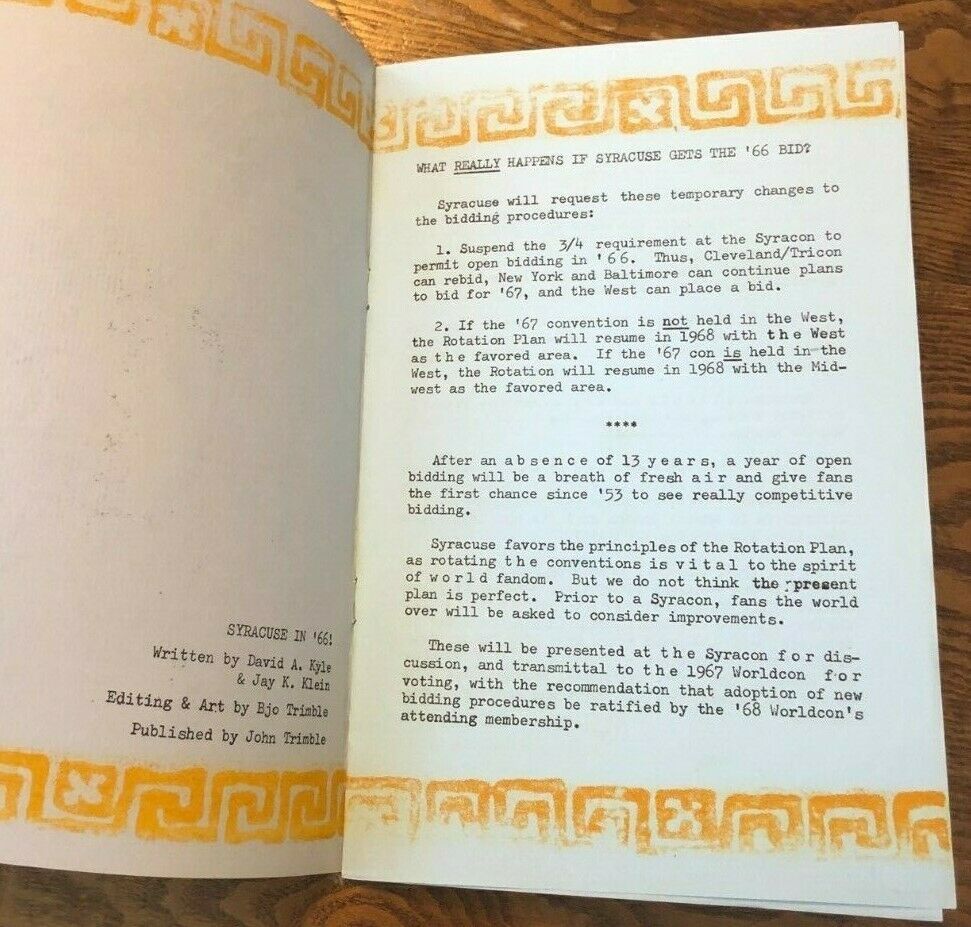 SYRACUSE IN '66!
Written by David A. Kyle
& Jay K. Klein
Editing & Art by Bjo Trimble
Published by John Trimble
WHAT REALLY HAPPENS IF SYRACUSE GETS THE '66 BID?
Syracuse will request these temporary changes to
the bidding procedures:
1. Suspend the 3/4 requirement at the Syracon to
permit open bidding in '66. Thus, Cleveland/Tricon
can rebid, New York and Baltimore can continue plans
to bid for '67, and the West can place a bid.
2. If the '67 convention is not held in the West,
the Rotation Plan will resume in 1968 with the West
as the favored area. If the '67 con is held in the
West, the Rotation will resume in 1968 with the Mid-
west as the favored area.
****
After an absence of 13 years, a year of open
bidding will be a breath of fresh air and give fans
the first chance since '53 to see really competitive
bidding.
Syracuse favors the principles of the Rotation Plan,
as rotating the conventions is vital to the spirit
of world fandom. But we do not think the present
plan is perfect. Prior to a Syracon, fans the world
over will be asked to consider improvements.
These will be presented at the Syracon for dis-
cussion, and transmittal to the 1967 Worldcon for
voting, with the recommendation that adoption of new
bidding procedures be ratified by the '68 Worldcon's
attending membership.